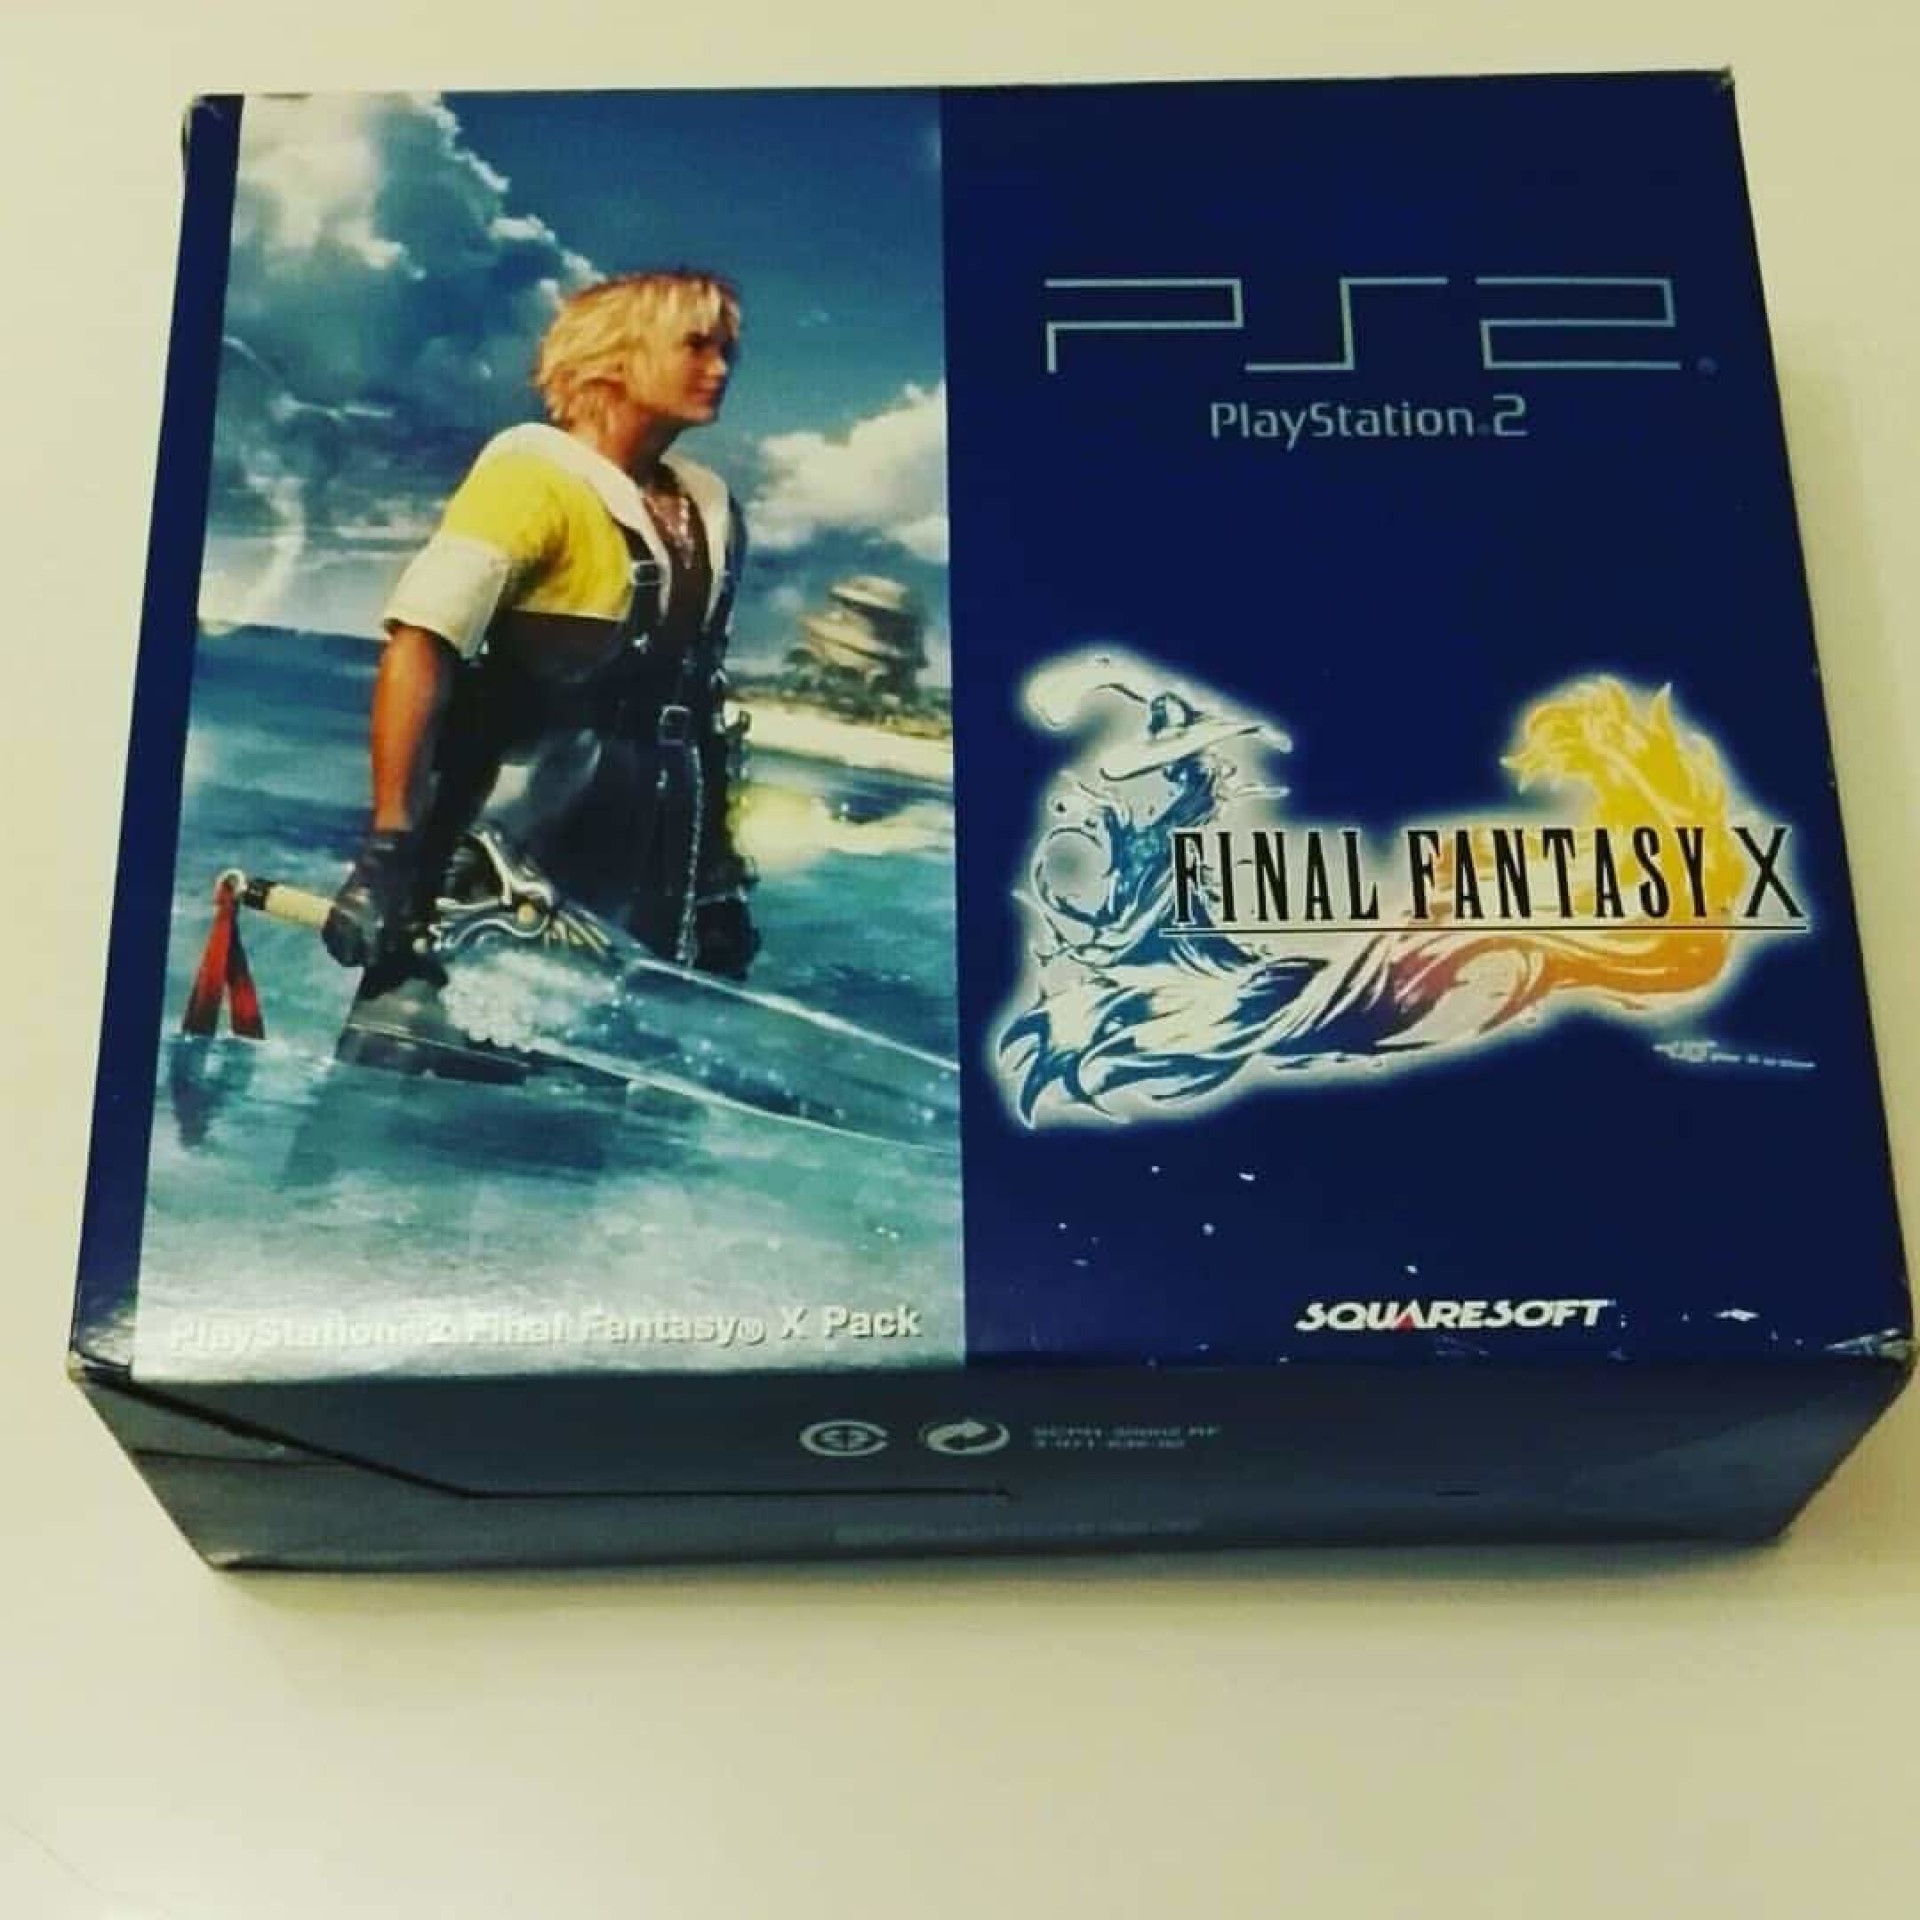 PS2
PlayStation 2
FINAL FANTASY X
SQUARESOFT
PlayStation 2 Final Fantasy® X Pack